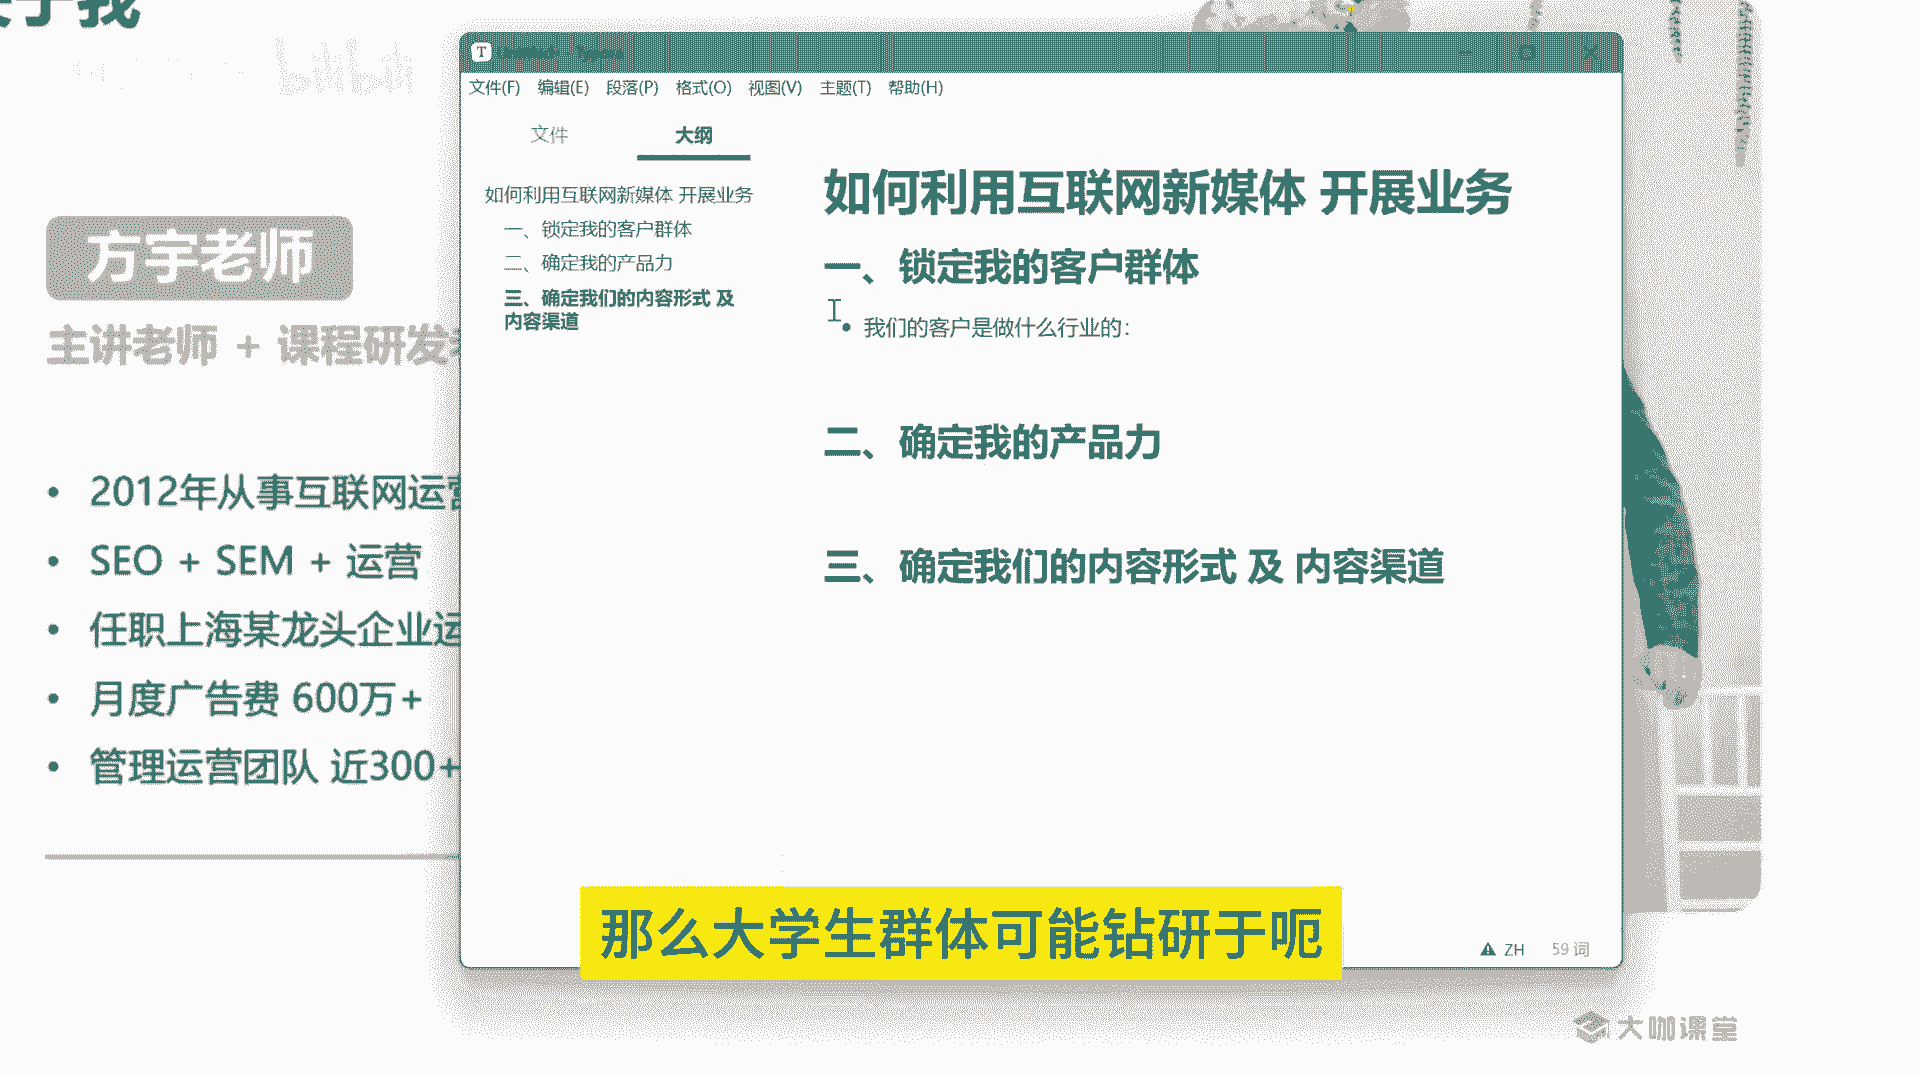 bilibili
方宇老师
主讲老师 + 课程研发
2012年从事互联网运营
SEO + SEM + 运营
任职上海某龙头企业运
月度广告费 600万+
管理运营团队 近300+
文件(F) 编辑(E) 段落(P) 格式(O) 视图(V) 主题(T) 帮助(H)
文件 大纲
如何利用互联网新媒体 开展业务
一、锁定我的客户群体
二、确定我的产品力
三、确定我们的内容形式 及
内容渠道
如何利用互联网新媒体 开展业务
一、锁定我的客户群体
我们的客户是做什么行业的：
二、确定我的产品力
三、确定我们的内容形式 及 内容渠道
ZH 59 词
那么大学生群体可能钻研于呃
大咖课堂